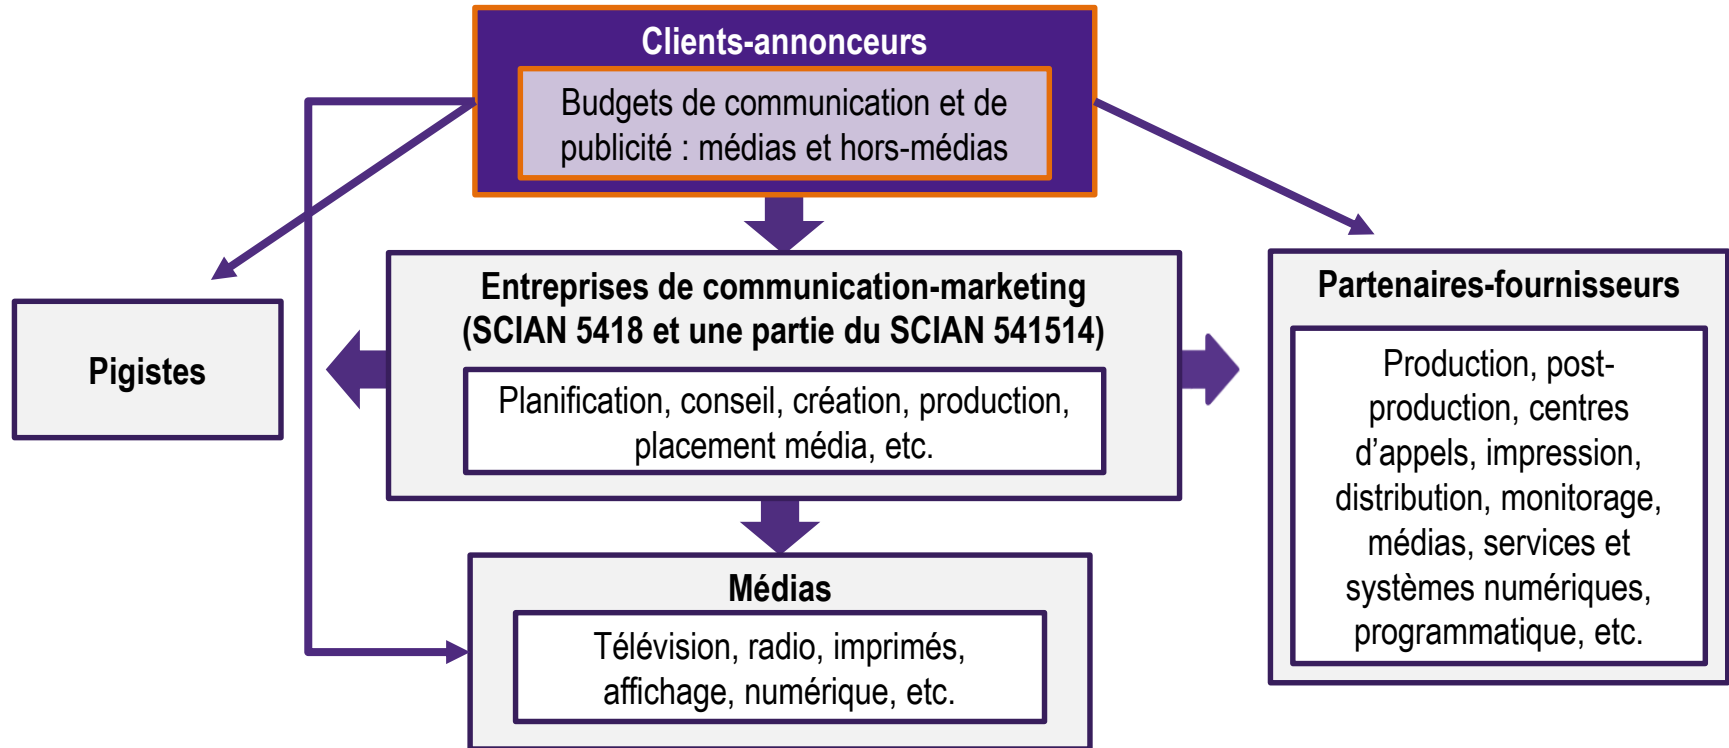 Clients-annonceurs
Budgets de communication et de
publicité : médias et hors-médias
Entreprises de communication-marketing
(SCIAN 5418 et une partie du SCIAN 541514)
Planification, conseil, création, production,
placement média, etc.
Pigistes
Partenaires-fournisseurs
Production, post-
production, centres
d’appels, impression,
distribution, monitorage,
médias, services et
systèmes numériques,
programmatique, etc.
Médias
Télévision, radio, imprimés,
affichage, numérique, etc.